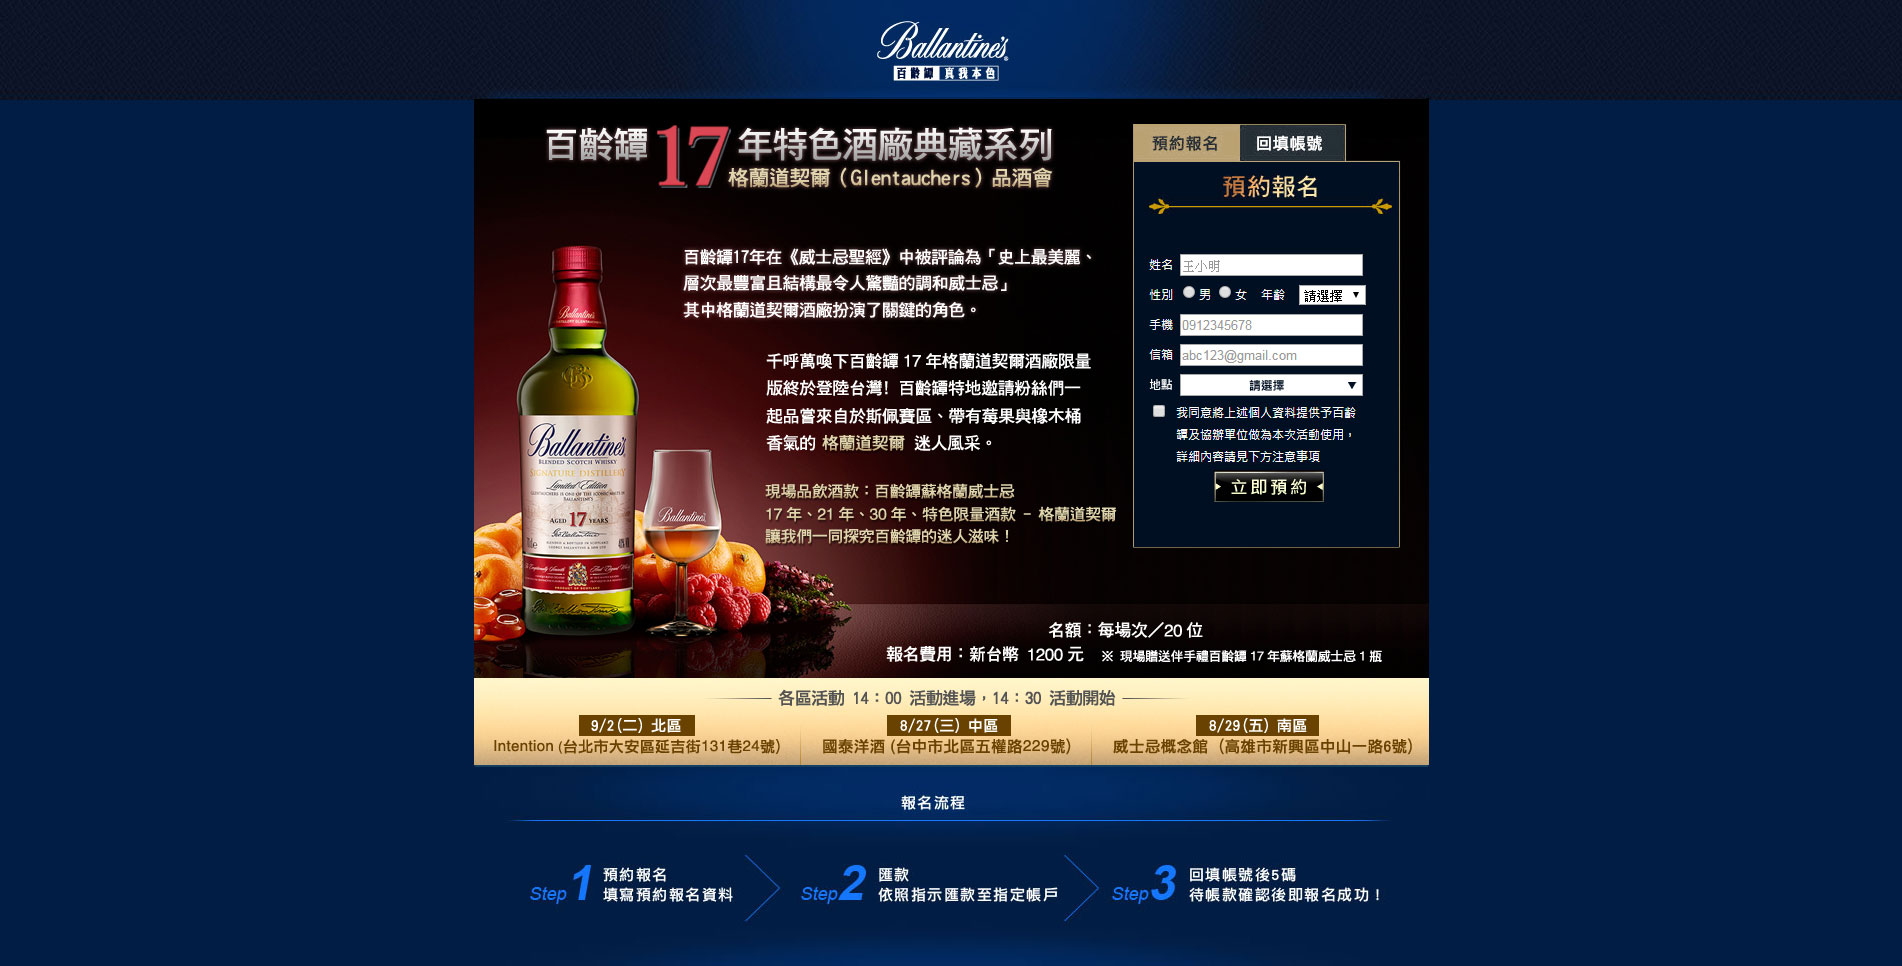 Ballantine's
百齡罈 真我本色
百齡罈17年特色酒廠典藏系列
格蘭道契爾(Glentauchers)品酒會
預約報名
回填帳號
預約報名
百齡罈17年在《威士忌聖經》中被評論為「史上最美麗、
層次最豐富且結構最令人驚豔的調和威士忌」
其中格蘭道契爾酒廠扮演了關鍵的角色。
千呼萬喚下百齡罈 17 年格蘭道契爾酒廠限量
版終於登陸台灣! 百齡罈特地邀請粉絲們一
起品嘗來自於斯佩賽區、帶有莓果與橡木桶
香氣的 格蘭道契爾 迷人風采。
現場品飲酒款:百齡罈蘇格蘭威士忌
17 年、21 年、30 年、特色限量酒款 - 格蘭道契爾
讓我們一同探究百齡罈的迷人滋味!
姓名 王小明
性別 男 女 年齡 請選擇
手機 0912345678
信箱 abc123@gmail.com
地點 請選擇
我同意將上述個人資料提供予百齡
罈及協辦單位做為本次活動使用,
詳細內容請見下方注意事項
立即預約
Ballantine's
Ballantine's
BLENDED SCOTCH WHISKY
SIGNATURE DISTILLERY
Limited Edition
AGED 17 YEARS
Ballantine's
名額:每場次/20 位
報名費用:新台幣 1200 元 ※ 現場贈送伴手禮百齡罈 17 年蘇格蘭威士忌 1 瓶
各區活動 14:00 活動進場,14:30 活動開始
9/2(二) 北區
Intention (台北市大安區延吉街131巷24號)
8/27(三) 中區
國泰洋酒 (台中市北區五權路229號)
8/29(五) 南區
威士忌概念館 (高雄市新興區中山一路6號)
報名流程
Step 1 預約報名
填寫預約報名資料
Step 2 匯款
依照指示匯款至指定帳戶
Step 3 回填帳號後5碼
待帳款確認後即報名成功!